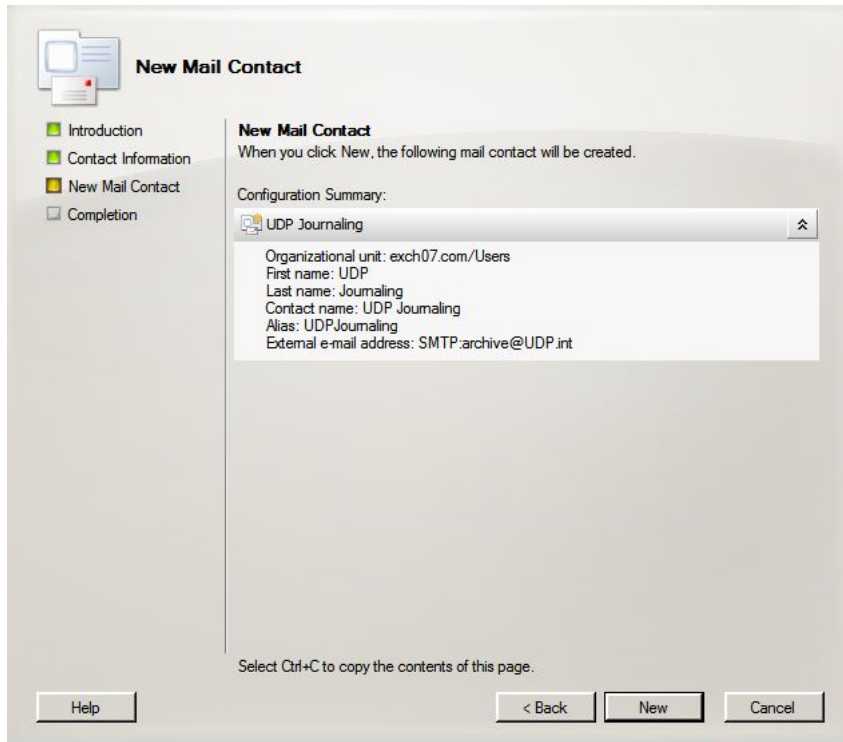 New Mail Contact
Introduction
Contact Information
New Mail Contact
Completion
New Mail Contact
When you click New, the following mail contact will be created.
Configuration Summary:
UDP Journaling
Organizational unit: exch07.com/Users
First name: UDP
Last name: Journaling
Contact name: UDP Journaling
Alias: UDPJournaling
External e-mail address: SMTP:archive@UDP.int
Select Ctrl+C to copy the contents of this page.
Help
< Back
New
Cancel